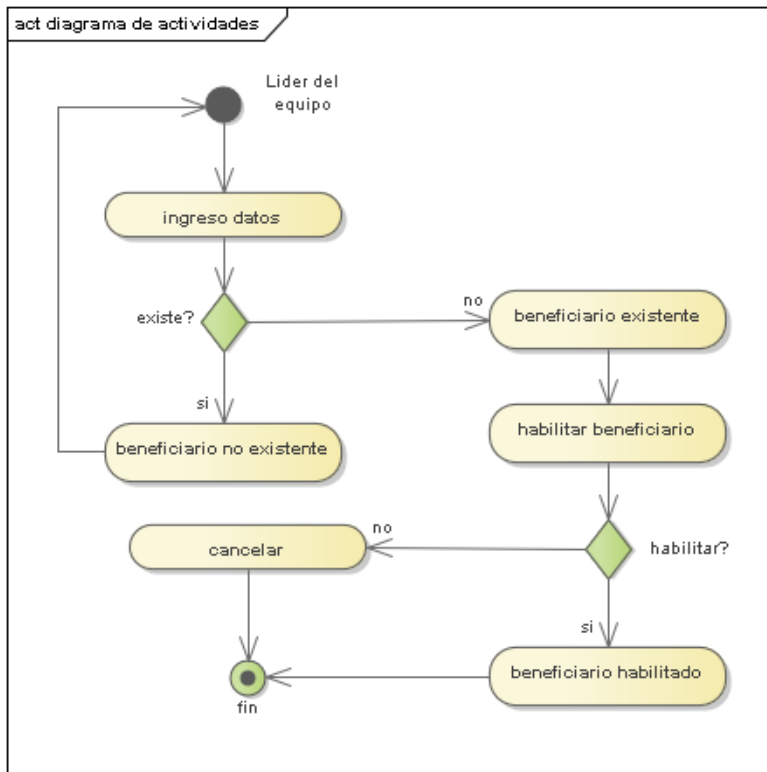 act diagrama de actividades
Lider del
equipo
ingreso datos
existe?
no
beneficiario existente
si
beneficiario no existente
habilitar beneficiario
no
cancelar
habilitar?
si
beneficiario habilitado
fin